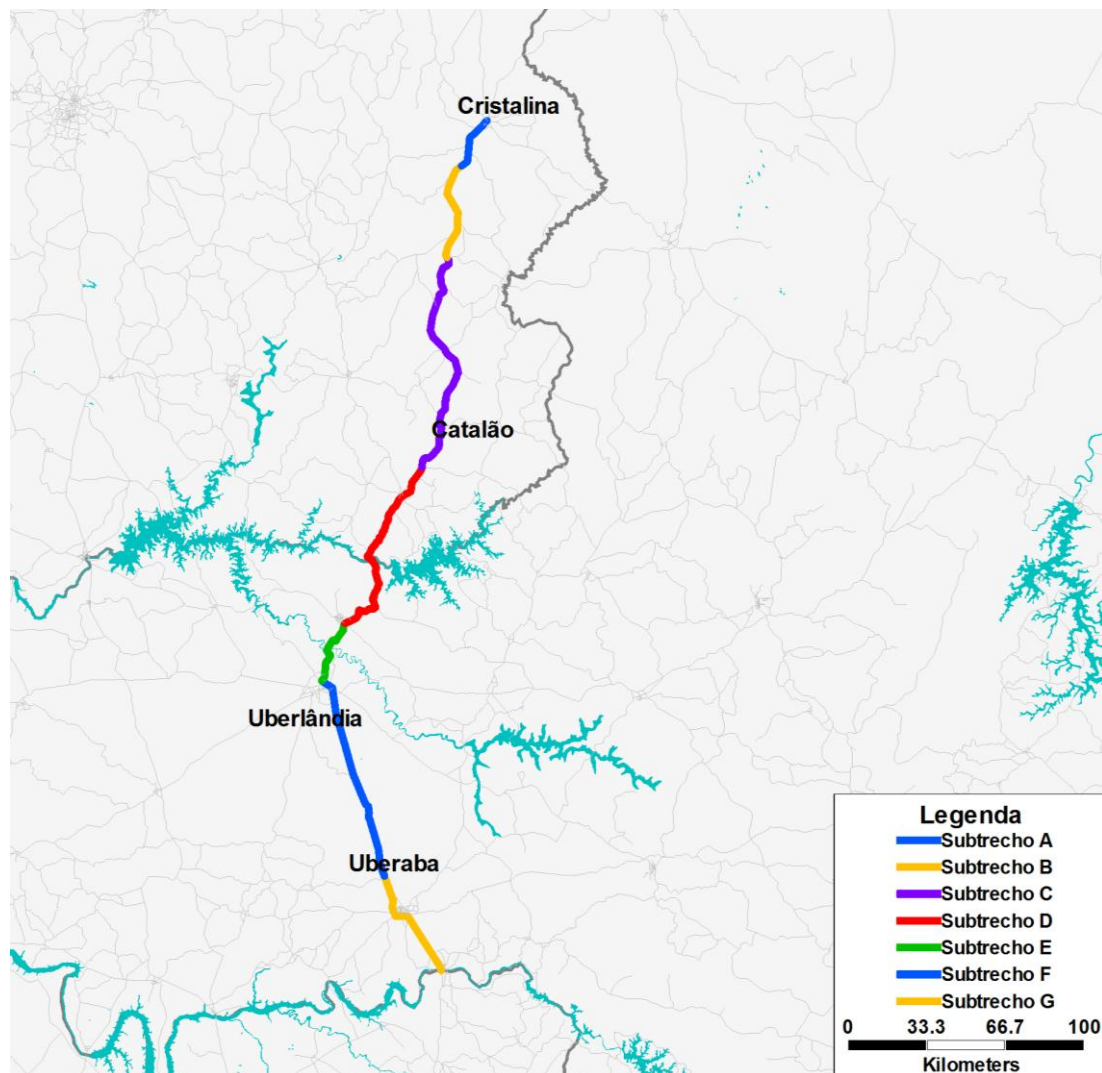 Cristalina
Catalão
Uberlândia
Uberaba
Legenda
Subtrecho A
Subtrecho B
Subtrecho C
Subtrecho D
Subtrecho E
Subtrecho F
Subtrecho G
0 33.3 66.7 100
Kilometers